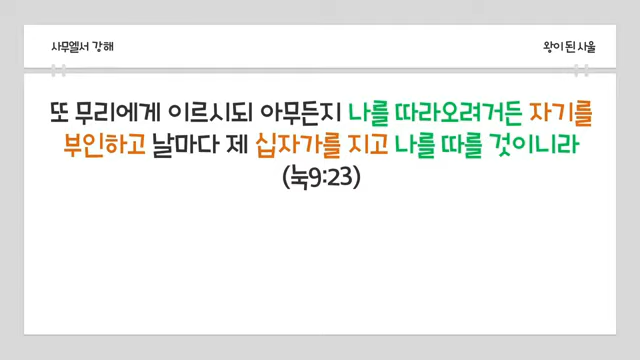 사무엘서 강해
왕이 된 사울
또 무리에게 이르시되 아무든지 나를 따라오려거든 자기를
부인하고 날마다 제 십자가를 지고 나를 따를 것이니라
(눅9:23)